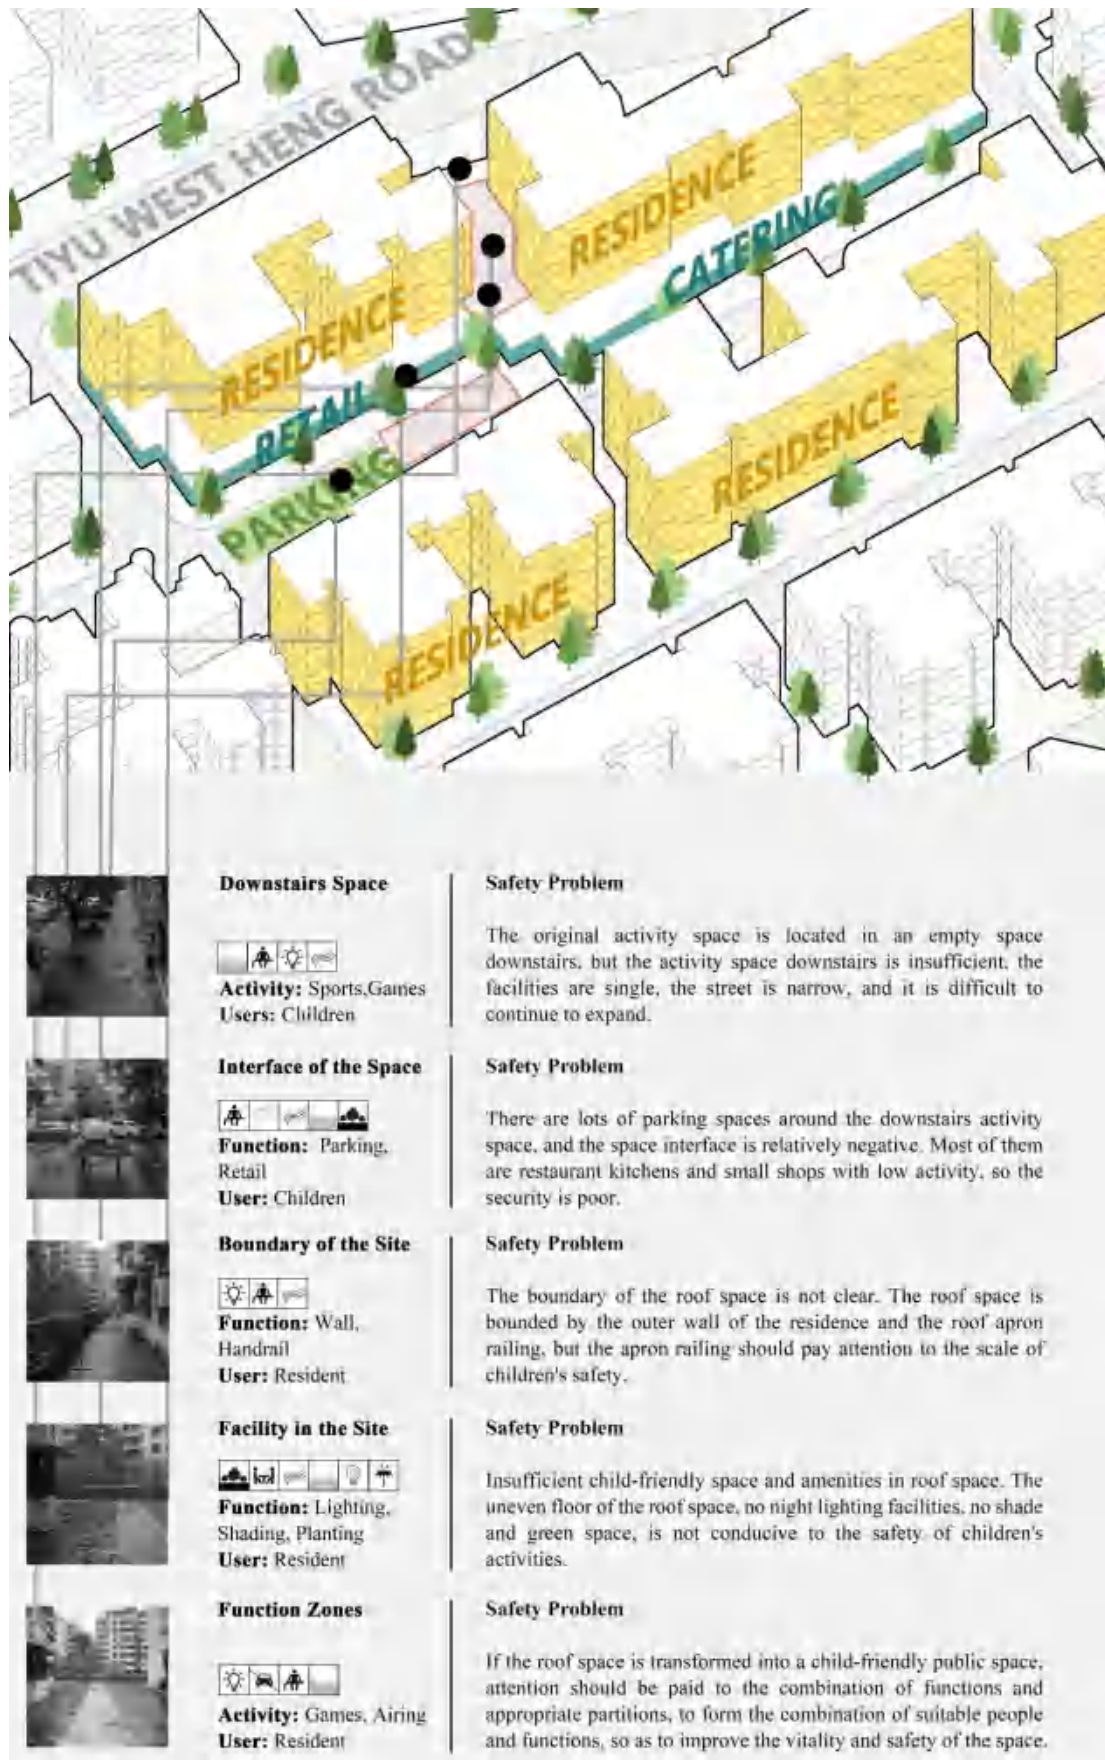 TIYU WEST HENG ROAD
RESIDENCE
CATERING
RESIDENCE
RETAIL
RESIDENCE
PARKING
RESIDENCE
Downstairs Space
Activity: Sports,Games
Users: Children
Safety Problem
The original activity space is located in an empty space
downstairs, but the activity space downstairs is insufficient, the
facilities are single, the street is narrow, and it is difficult to
continue to expand.
Interface of the Space
Function: Parking,
Retail
User: Children
Safety Problem
There are lots of parking spaces around the downstairs activity
space, and the space interface is relatively negative. Most of them
are restaurant kitchens and small shops with low activity, so the
security is poor.
Boundary of the Site
Function: Wall,
Handrail
User: Resident
Safety Problem
The boundary of the roof space is not clear. The roof space is
bounded by the outer wall of the residence and the roof apron
railing, but the apron railing should pay attention to the scale of
children's safety.
Facility in the Site
Function: Lighting,
Shading, Planting
User: Resident
Safety Problem
Insufficient child-friendly space and amenities in roof space. The
uneven floor of the roof space, no night lighting facilities, no shade
and green space, is not conducive to the safety of children's
activities.
Function Zones
Activity: Games, Airing
User: Resident
Safety Problem
If the roof space is transformed into a child-friendly public space,
attention should be paid to the combination of functions and
appropriate partitions, to form the combination of suitable people
and functions, so as to improve the vitality and safety of the space.